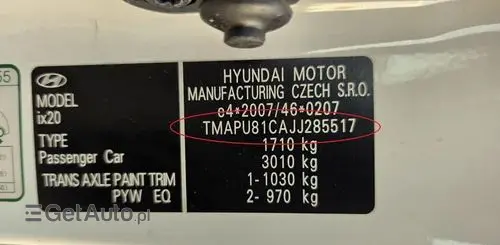 55
MODEL
ix20
TYPE
Passenger Car
TRANS AXLE PAINT TRIM
PYW EQ
HYUNDAI MOTOR
MANUFACTURING CZECH S.R.O.
e4*2007/46*0207
TMAPU81CAJJ285517
1710 kg
3010 kg
1-1030 kg
2- 970 kg
GetAuto.pl